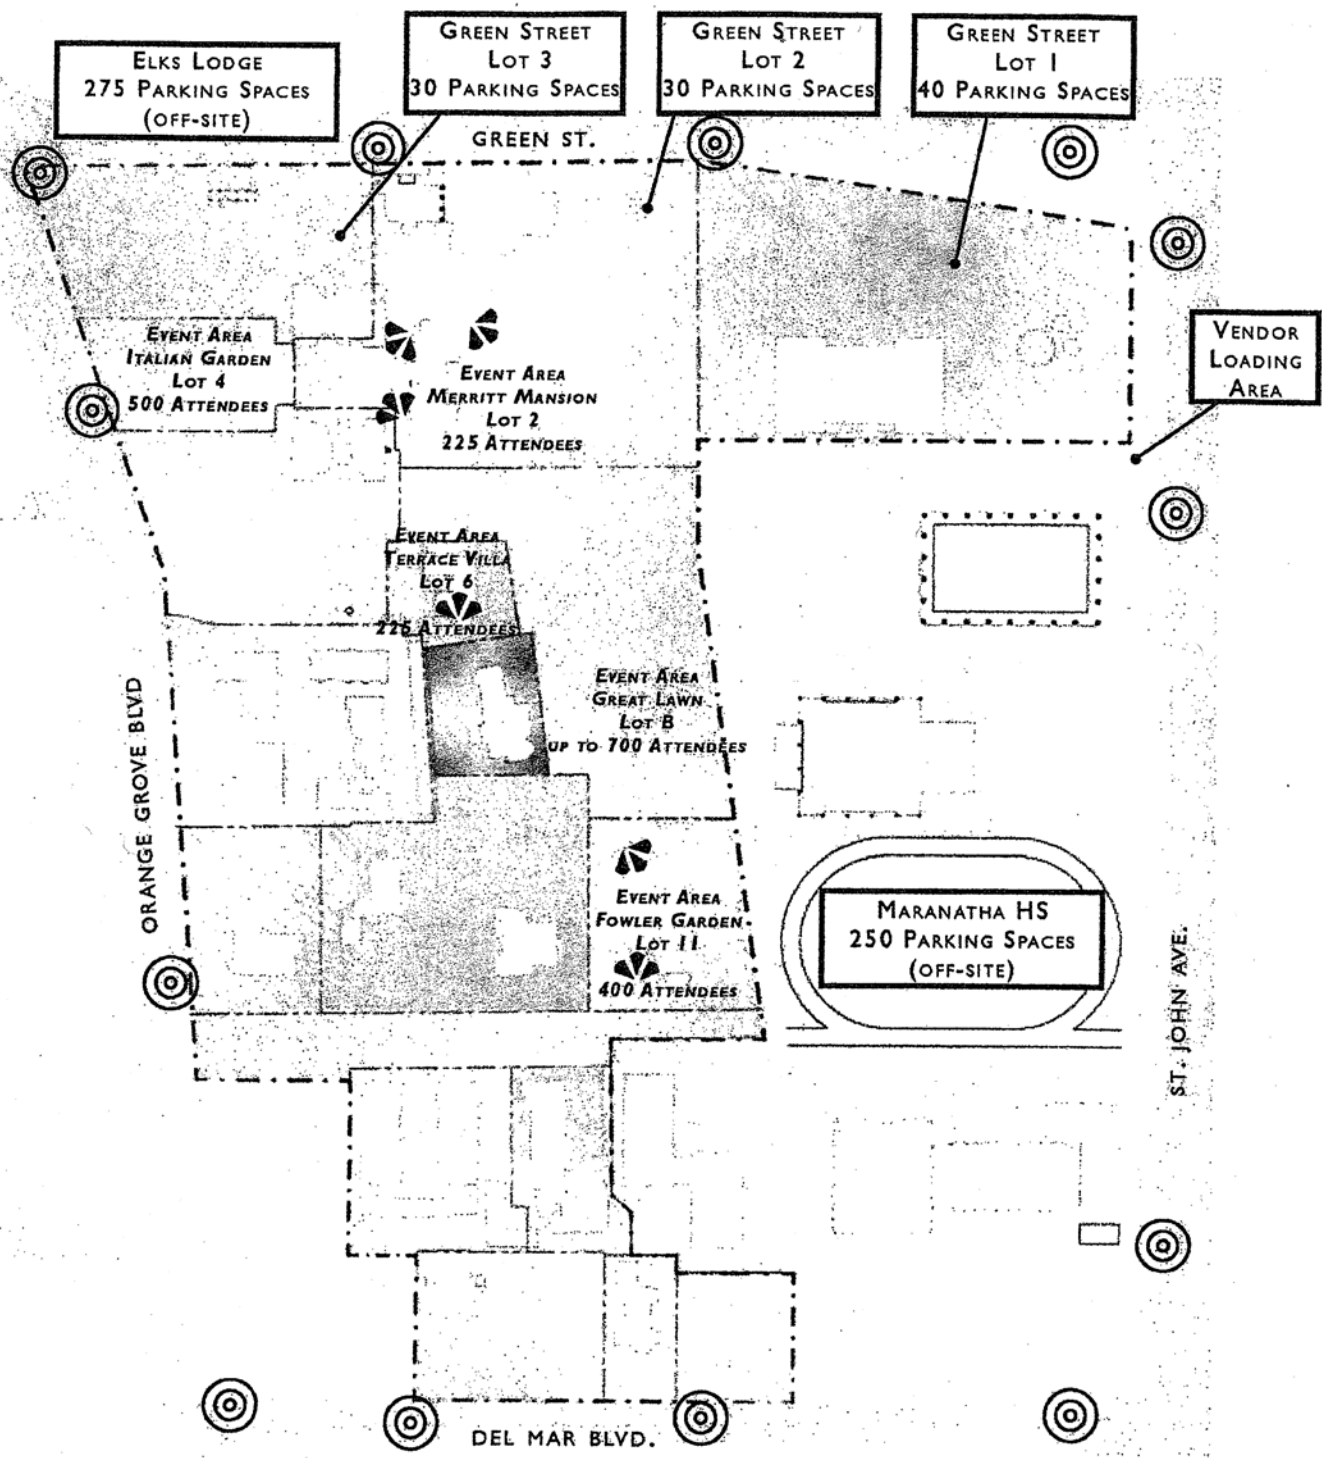 ELKS LODGE
275 PARKING SPACES
(OFF-SITE)
GREEN STREET
LOT 3
30 PARKING SPACES
GREEN STREET
LOT 2
30 PARKING SPACES
GREEN STREET
LOT 1
40 PARKING SPACES
GREEN ST.
VENDOR
LOADING
AREA
EVENT AREA
ITALIAN GARDEN
LOT 4
500 ATTENDEES
EVENT AREA
MERRITT MANSION
LOT 2
225 ATTENDEES
EVENT AREA
TERRACE VILLA
LOT 6
225 ATTENDEES
EVENT AREA
GREAT LAWN
LOT B
UP TO 700 ATTENDEES
ORANGE GROVE BLVD
EVENT AREA
FOWLER GARDEN
LOT 11
400 ATTENDEES
MARANATHA HS
250 PARKING SPACES
(OFF-SITE)
ST. JOHN AVE.
DEL MAR BLVD.